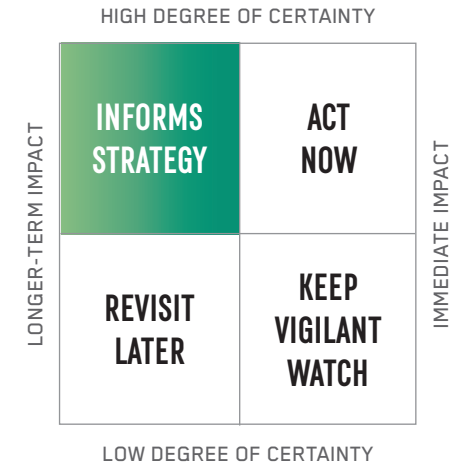 HIGH DEGREE OF CERTAINTY
LONGER-TERM IMPACT
INFORMS
STRATEGY
ACT
NOW
IMMEDIATE IMPACT
REVISIT
LATER
KEEP
VIGILANT
WATCH
LOW DEGREE OF CERTAINTY